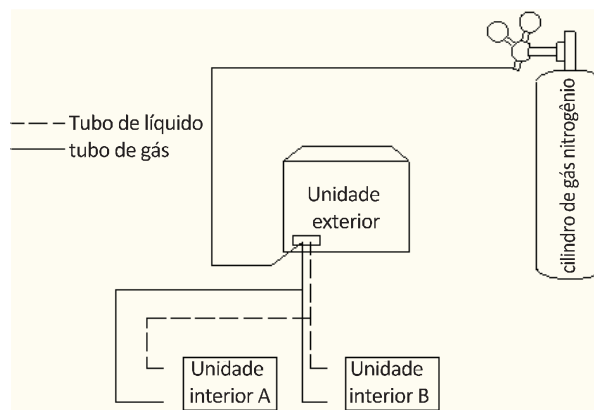 Tubo de líquido
tubo de gás
Unidade
exterior
cilindro de gás nitrogênio
Unidade
interior A
Unidade
interior B